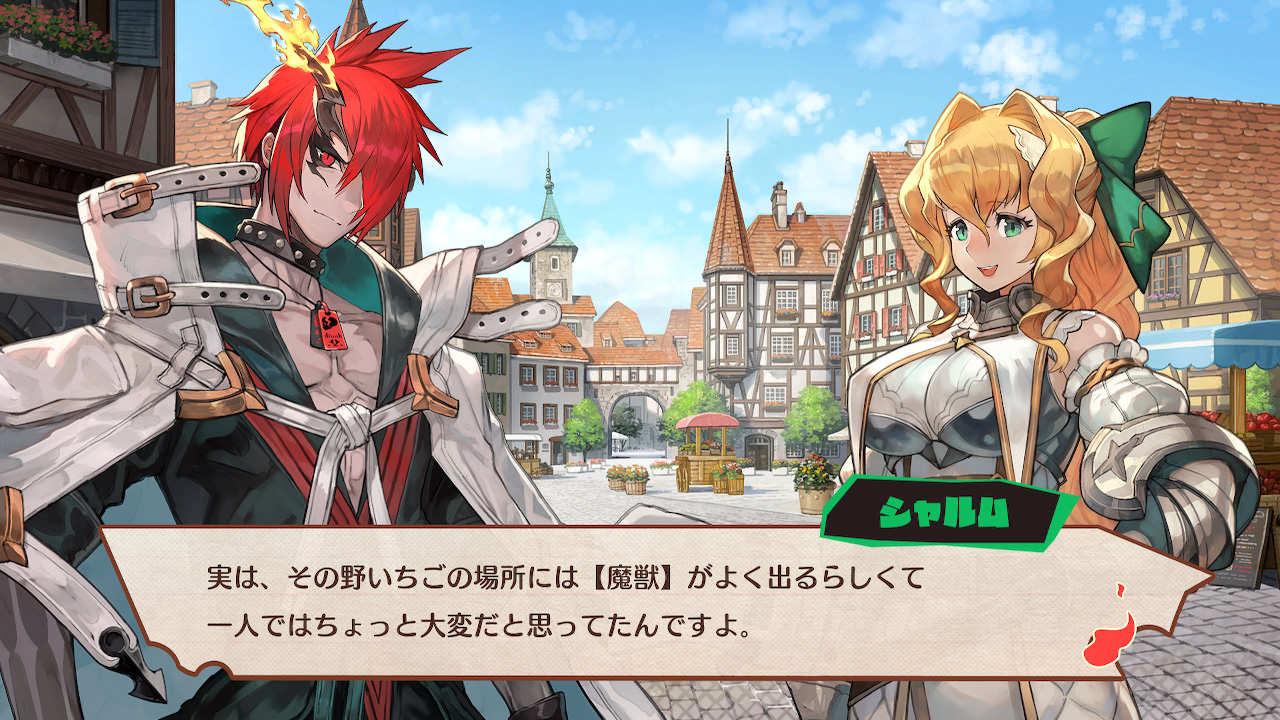 シャルム
実は、その野いちごの場所には【魔獣】がよく出るらしくて
一人ではちょっと大変だと思ってたんですよ。